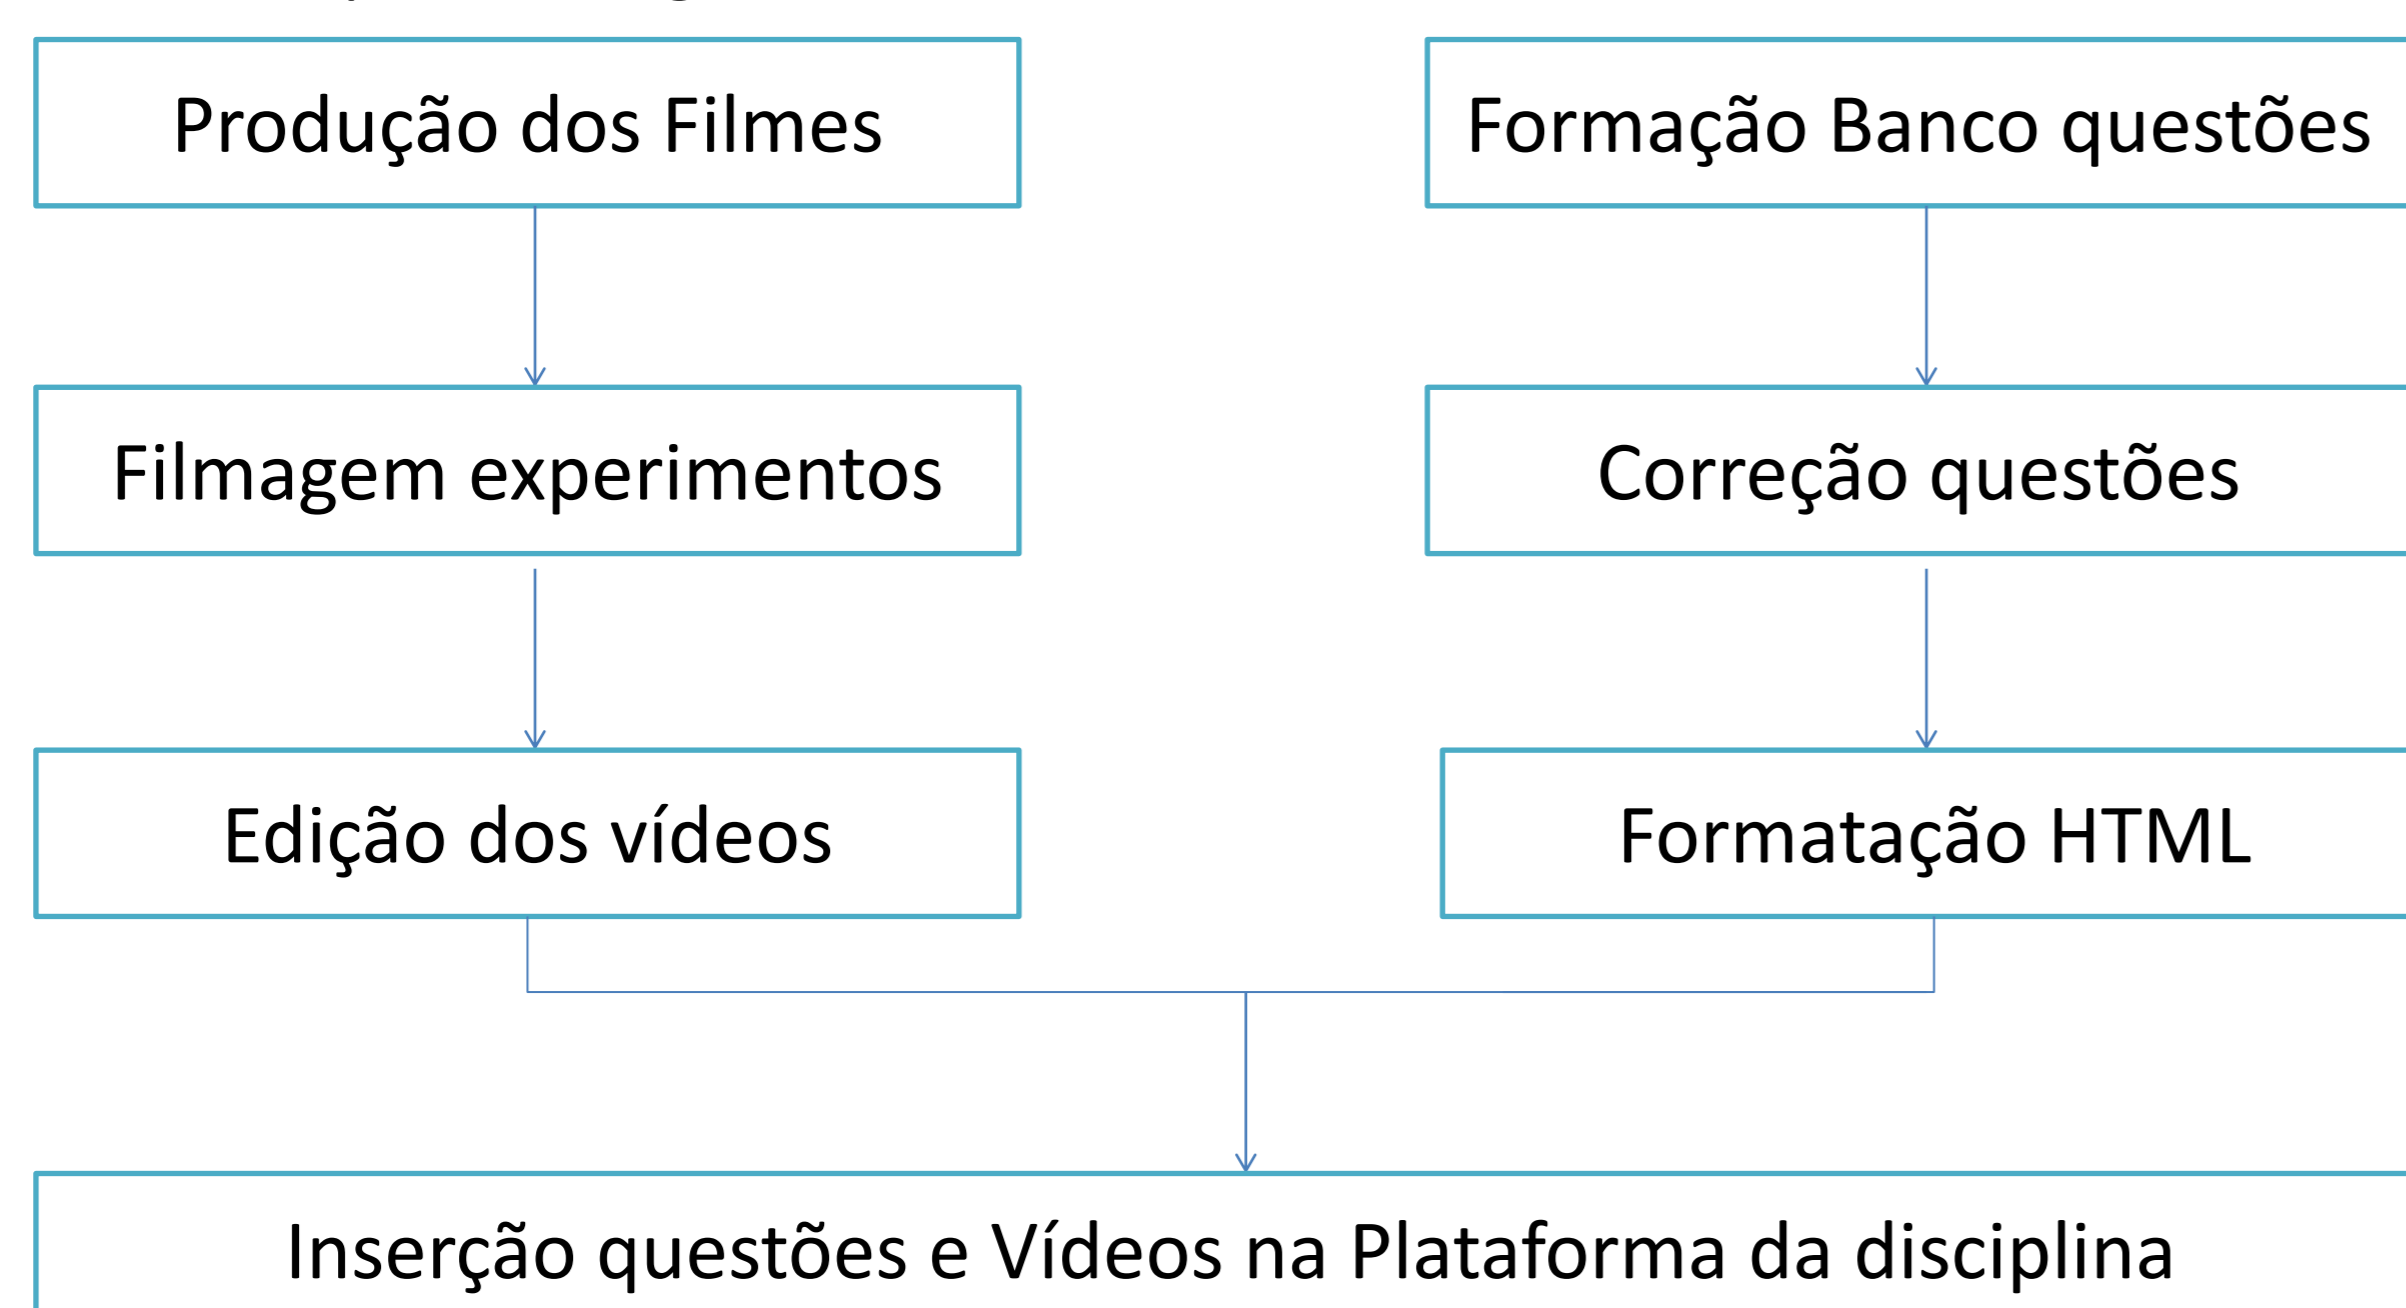 Produção dos Filmes
Formação Banco questões
Filmagem experimentos
Correção questões
Edição dos vídeos
Formatação HTML
Inserção questões e Vídeos na Plataforma da disciplina